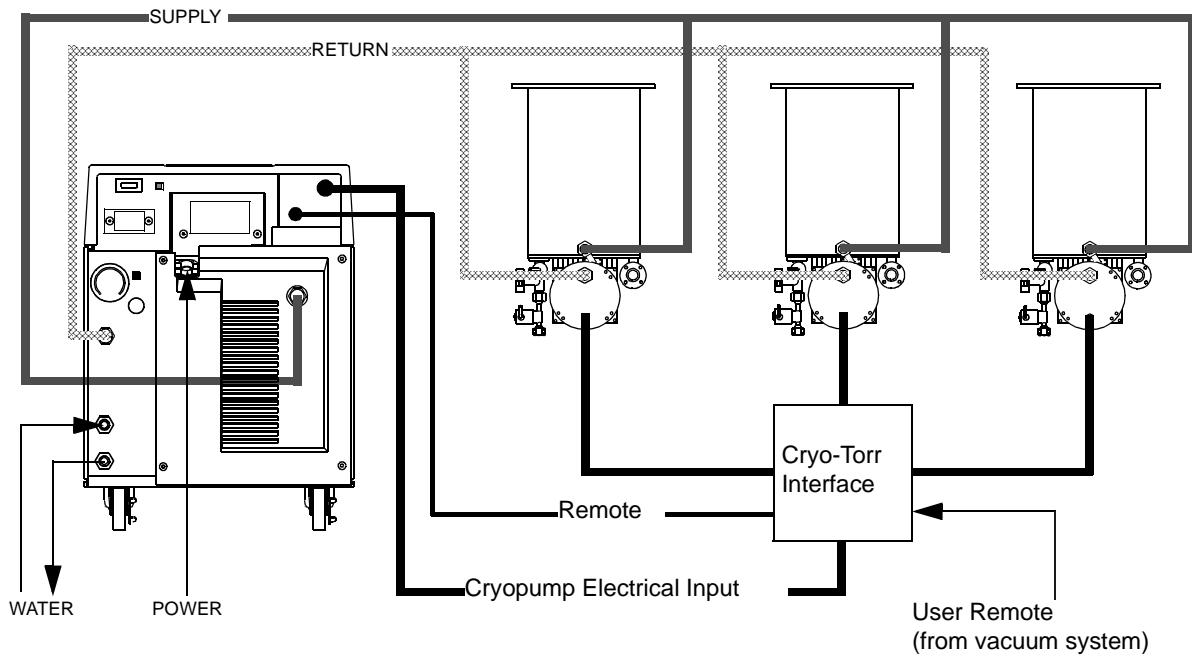 SUPPLY
RETURN
Cryo-Torr
Interface
Remote
Cryopump Electrical Input
WATER
POWER
User Remote
(from vacuum system)